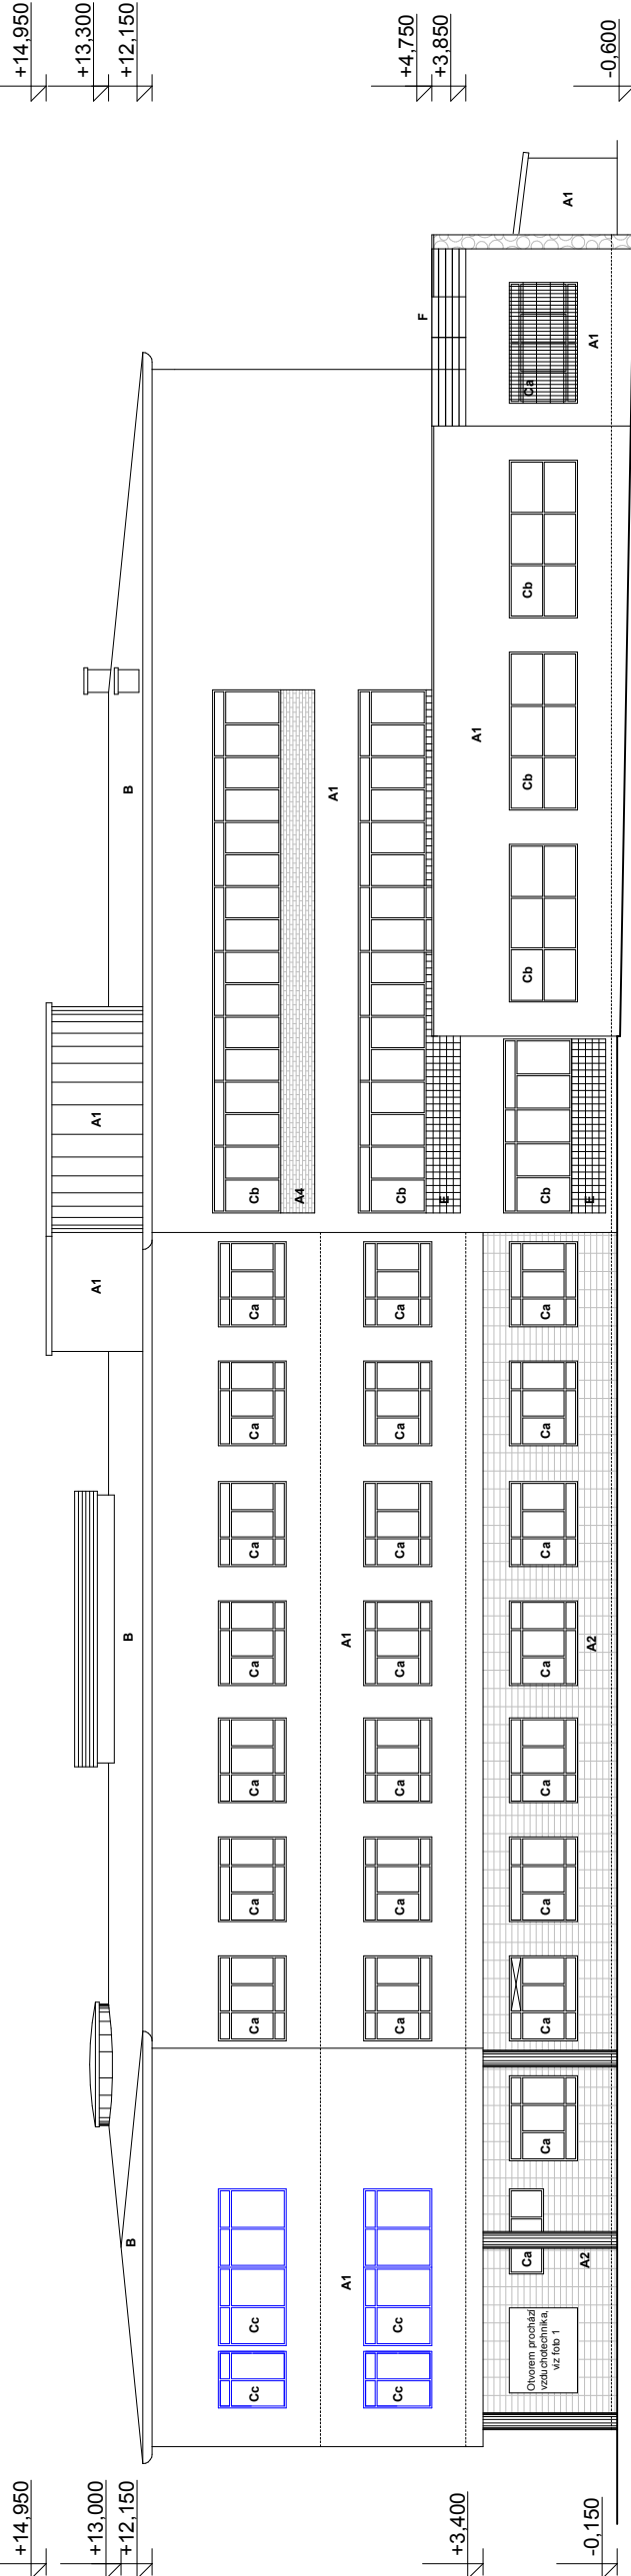 +14,950
+14,950
A1
A1
+13,000
+13,300
B
B
B
+12,150
+12,150
Cc
Cc
Ca
Ca
Ca
Ca
Ca
Ca
Ca
Cb
A4
A1
A1
A1
Cc
Cc
Ca
Ca
Ca
Ca
Ca
Ca
Ca
Cb
F
+4,750
+3,850
E
+3,400
A1
Otvorem prochází
vzduchotechnika,
viz foto 1
Ca
Ca
Ca
Ca
Ca
Ca
Ca
Ca
Ca
Cb
Cb
Cb
Cb
Ca
A1
A2
A2
E
A1
-0,150
-0,600